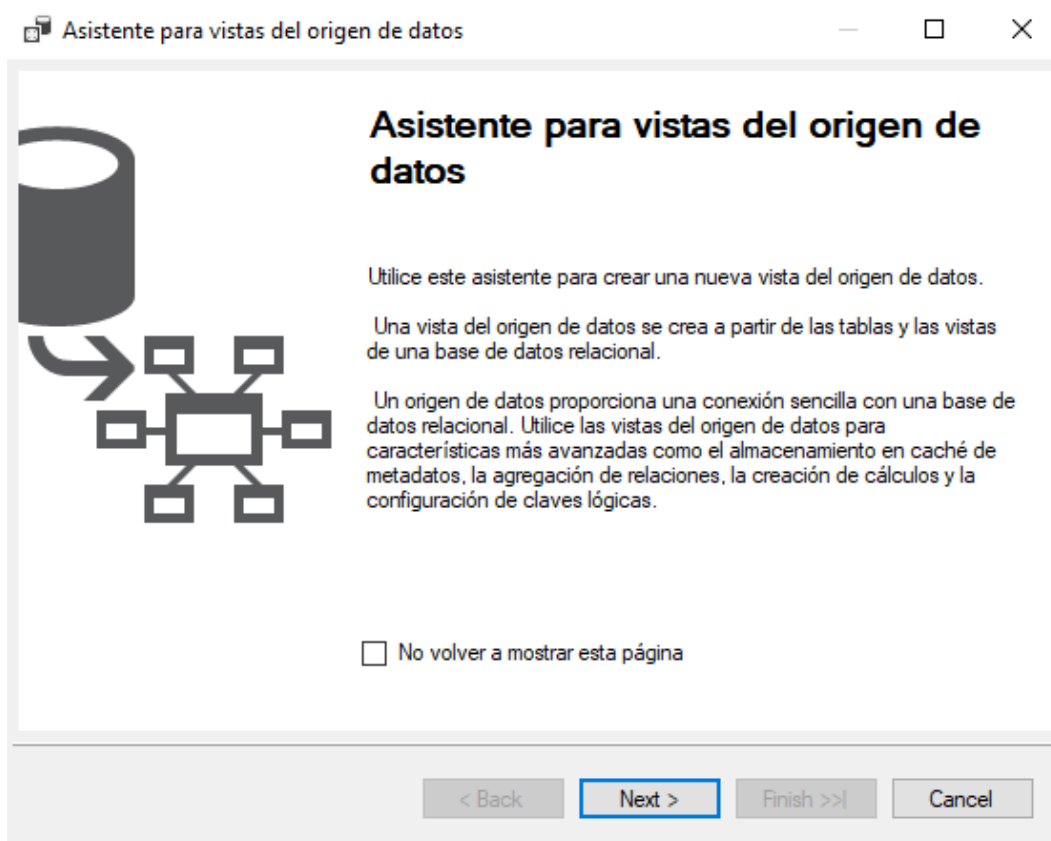 Asistente para vistas del origen de datos
Asistente para vistas del origen de
datos
Utilice este asistente para crear una nueva vista del origen de datos.
Una vista del origen de datos se crea a partir de las tablas y las vistas
de una base de datos relacional.
Un origen de datos proporciona una conexión sencilla con una base de
datos relacional. Utilice las vistas del origen de datos para
características más avanzadas como el almacenamiento en caché de
metadatos, la agregación de relaciones, la creación de cálculos y la
configuración de claves lógicas.
No volver a mostrar esta página
< Back Next > Finish >>| Cancel